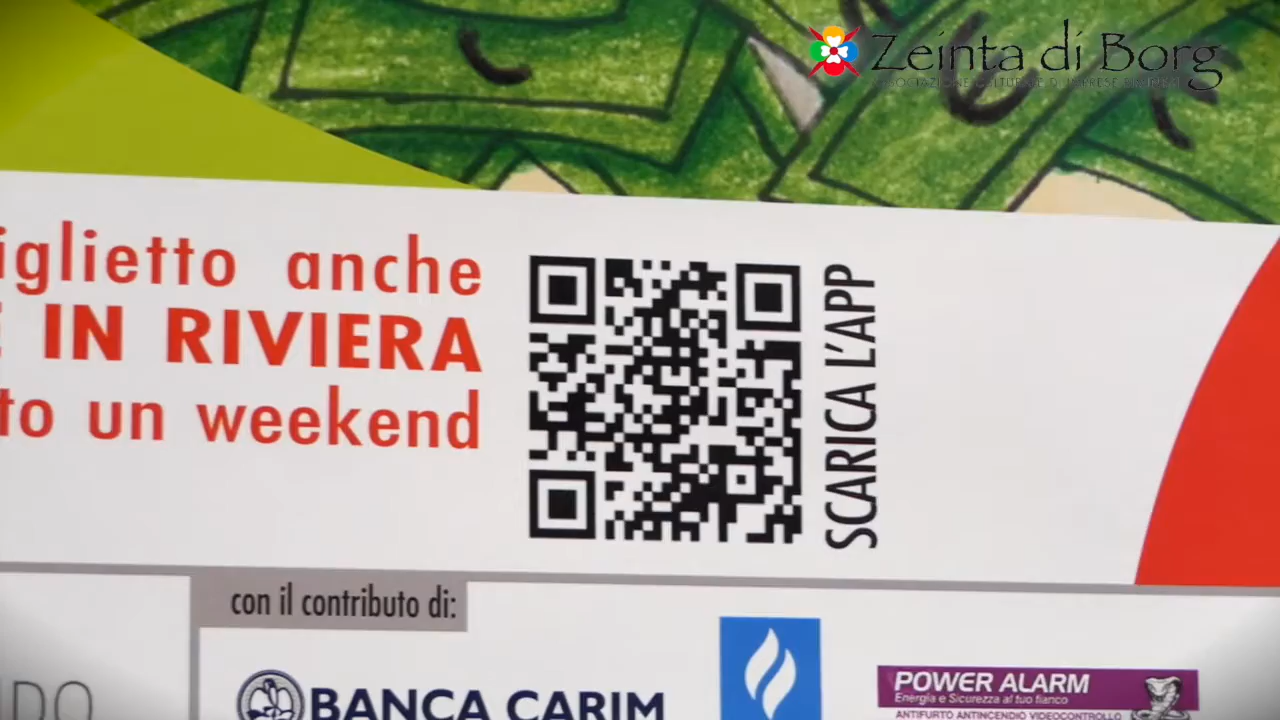 Zeinta di Borg
iglietto anche
IN RIVIERA
to un weekend
SCARICA L'APP
con il contributo di:
BANCA CARIM
POWER ALARM
Energia e Sicurezza al tuo fianco
ANTIFURTO ANTINCENDIO VIDEOCONTROLLO